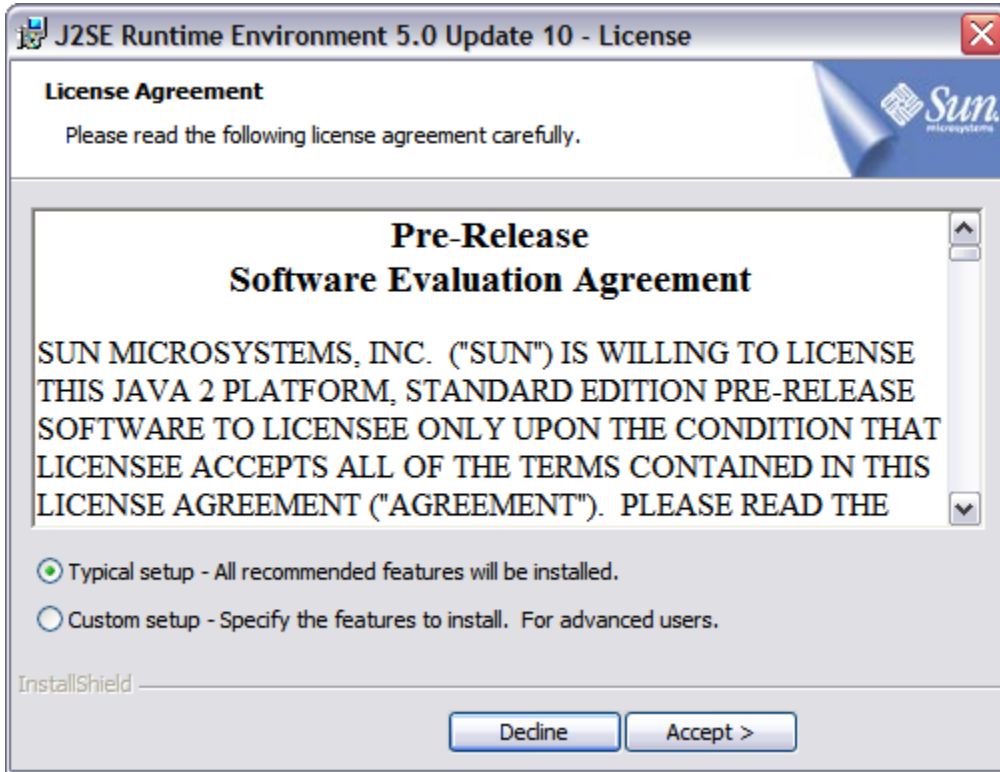 J2SE Runtime Environment 5.0 Update 10 - License
License Agreement
Please read the following license agreement carefully.
Sun
microsystems
Pre-Release
Software Evaluation Agreement
SUN MICROSYSTEMS, INC.  ("SUN") IS WILLING TO LICENSE
THIS JAVA 2 PLATFORM, STANDARD EDITION PRE-RELEASE
SOFTWARE TO LICENSEE ONLY UPON THE CONDITION THAT
LICENSEE ACCEPTS ALL OF THE TERMS CONTAINED IN THIS
LICENSE AGREEMENT ("AGREEMENT").  PLEASE READ THE
Typical setup - All recommended features will be installed.
Custom setup - Specify the features to install.  For advanced users.
InstallShield
Decline
Accept >